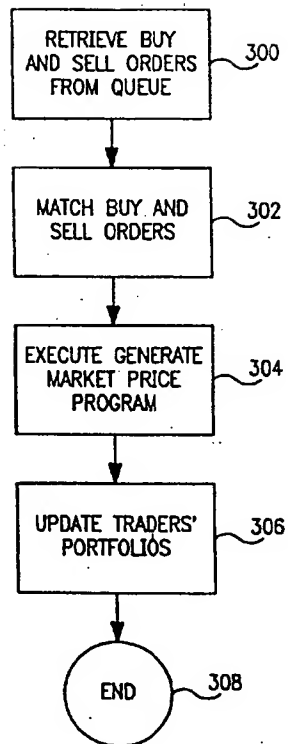 RETRIEVE BUY
AND SELL ORDERS
FROM QUEUE
300
MATCH BUY AND
SELL ORDERS
302
EXECUTE GENERATE
MARKET PRICE
PROGRAM
304
UPDATE TRADERS'
PORTFOLIOS
306
END
308